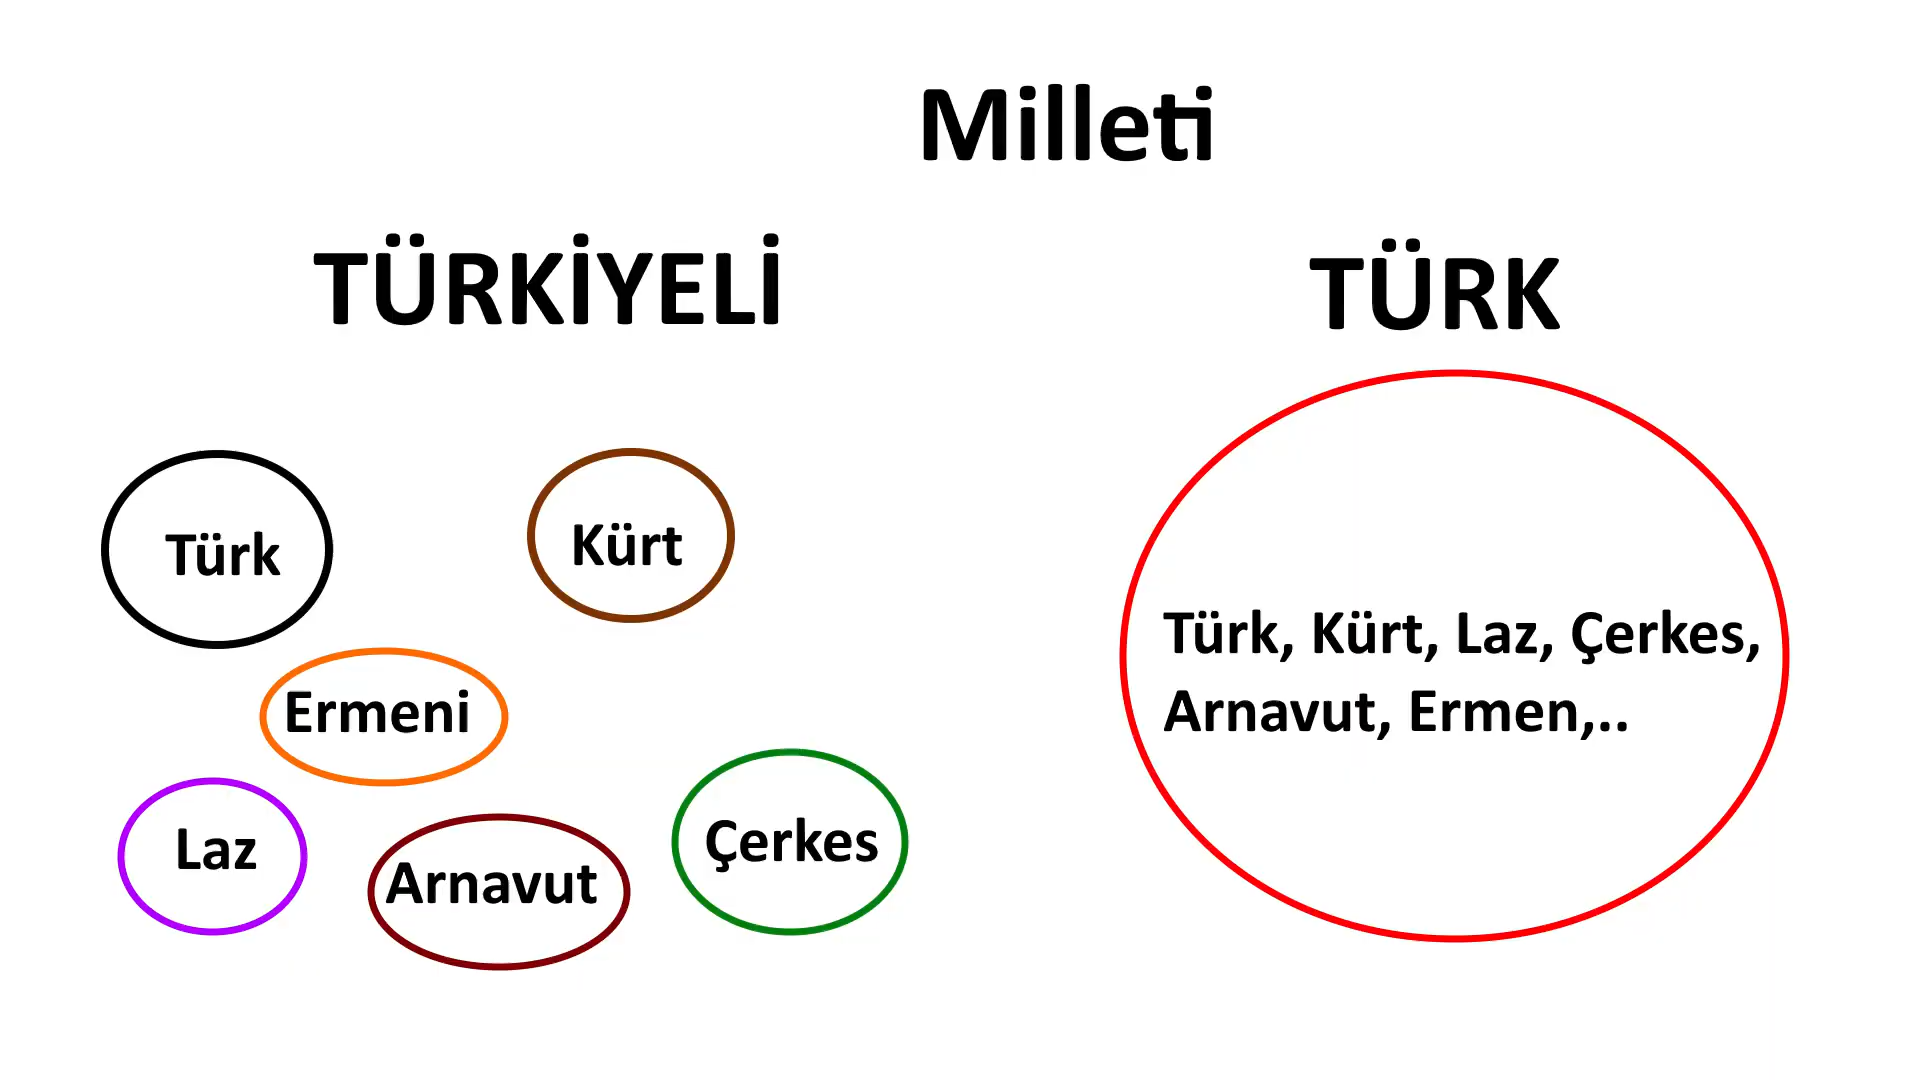 Milleti
TÜRKİYELİ
TÜRK
Türk
Kürt
Ermeni
Laz
Arnavut
Çerkes
Türk, Kürt, Laz, Çerkes,
Arnavut, Ermen,..